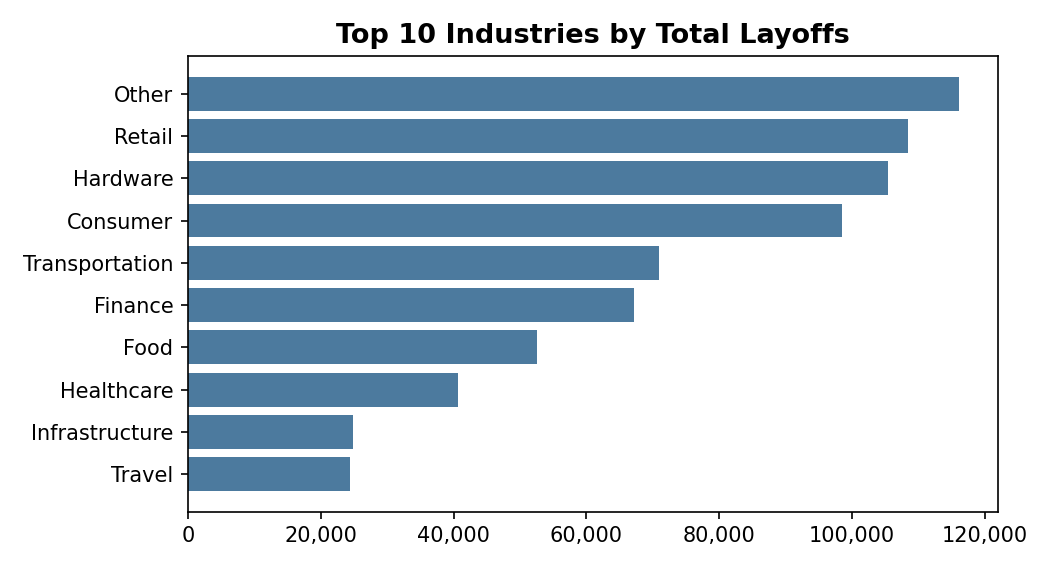 Top 10 Industries by Total Layoffs
Other
Retail
Hardware
Consumer
Transportation
Finance
Food
Healthcare
Infrastructure
Travel
0 20,000 40,000 60,000 80,000 100,000 120,000